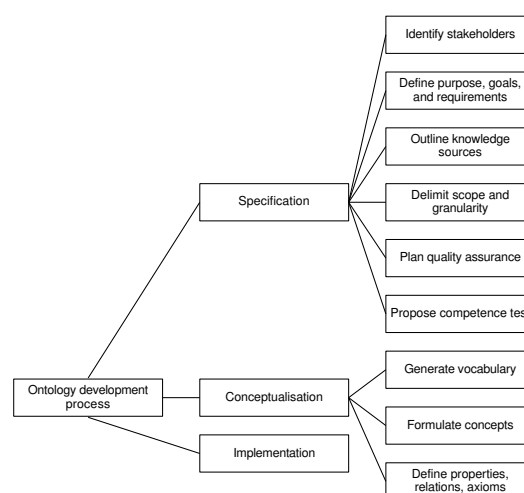 Identify stakeholders
Define purpose, goals,
and requirements
Outline knowledge
sources
Delimit scope and
granularity
Specification
Plan quality assurance
Propose competence tes
Ontology development
process
Conceptualisation
Generate vocabulary
Formulate concepts
Implementation
Define properties,
relations, axioms